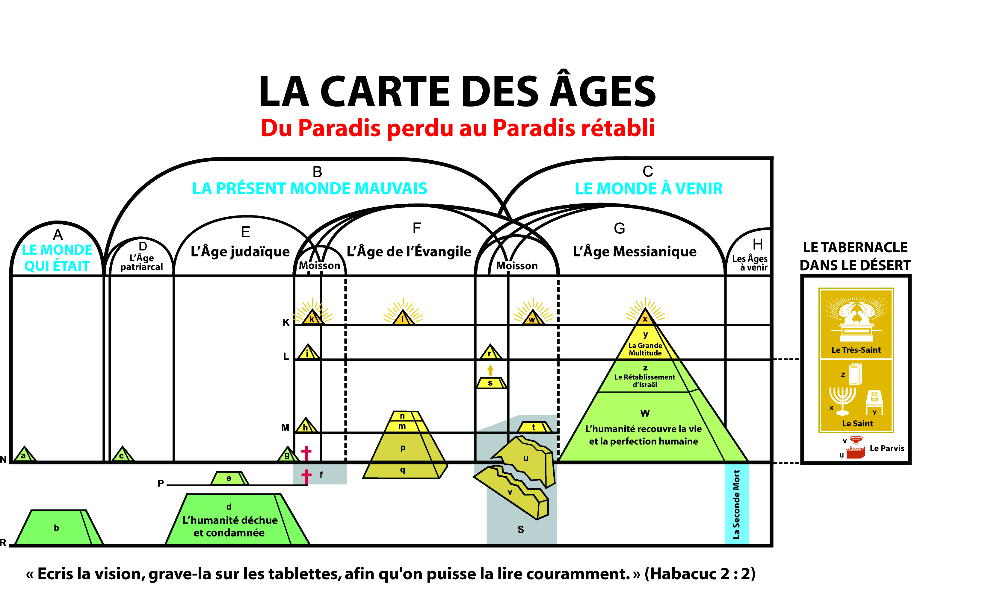 LA CARTE DES ÂGES
Du Paradis perdu au Paradis rétabli
B
LA PRÉSENT MONDE MAUVAIS
C
LE MONDE À VENIR
A
LE MONDE
QUI ÉTAIT
D
L'Âge
patriarcal
E
L'Âge judaïque
Moisson
F
L'Âge de l'Évangile
Moisson
G
L'Âge Messianique
H
Les Âges
à venir
LE TABERNACLE
DANS LE DÉSERT
K
k
l
w
x
y
La Grande
Multitude
L
i
r
s
z
Le Rétablissement
d'Israël
M
h
n
m
t
W
L'humanité recouvre la vie
et la perfection humaine
N
a
c
g
p
u
f
q
v
P
e
d
L'humanité déchue
et condamnée
b
R
S
La Seconde Mort
Le Très-Saint
Z
X
Y
Le Saint
V
U
Le Parvis
« Ecris la vision, grave-la sur les tablettes, afin qu'on puisse la lire couramment. » (Habacuc 2 : 2)